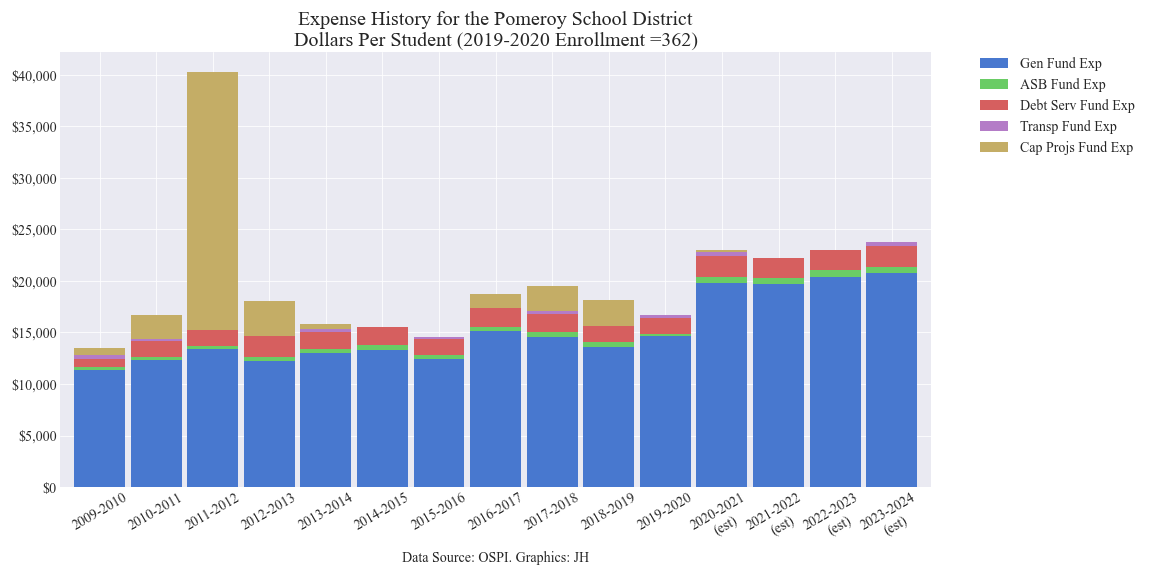 Expense History for the Pomeroy School District
Dollars Per Student (2019-2020 Enrollment =362)
Gen Fund Exp
ASB Fund Exp
Debt Serv Fund Exp
Transp Fund Exp
Cap Projs Fund Exp
$40,000
$35,000
$30,000
$25,000
$20,000
$15,000
$10,000
$5,000
$0
2009-2010
2010-2011
2011-2012
2012-2013
2013-2014
2014-2015
2015-2016
2016-2017
2017-2018
2018-2019
2019-2020
2020-2021
(est)
2021-2022
(est)
2022-2023
(est)
2023-2024
(est)
Data Source: OSPI. Graphics: JH